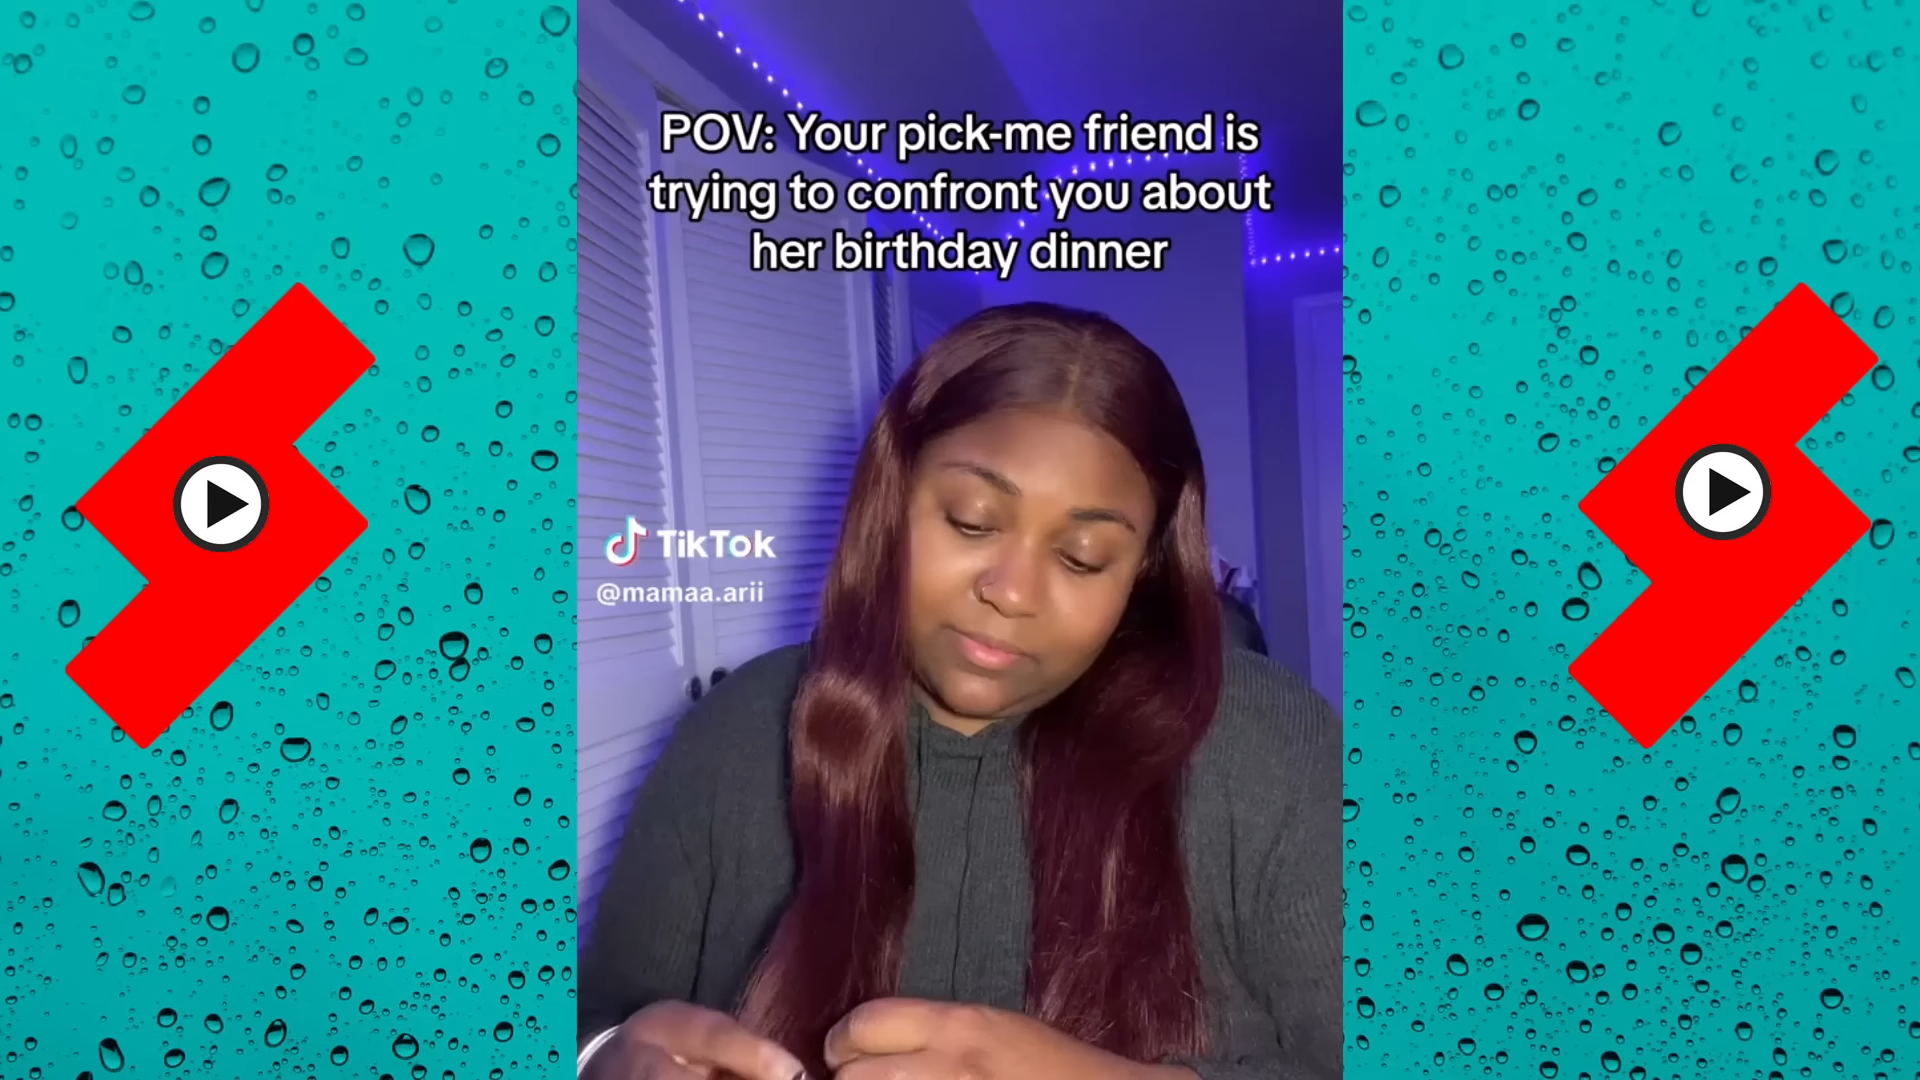 POV: Your pick-me friend is
trying to confront you about
her birthday dinner
TikTok
@mamaa.arii